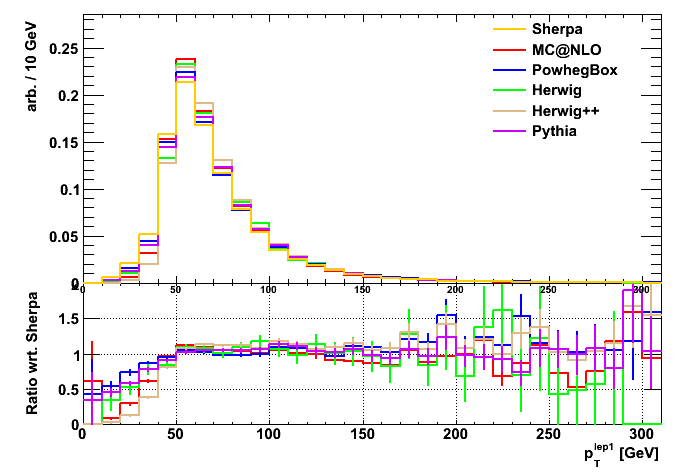 arb. / 10 GeV
0.25
0.2
0.15
0.1
0.05
0
Sherpa
MC@NLO
PowhegBox
Herwig
Herwig++
Pythia
0 50 100 150 200 250 300
Ratio wrt. Sherpa
2
1.5
1
0.5
0
0 50 100 150 200 250 300
p_T^lep1 [GeV]